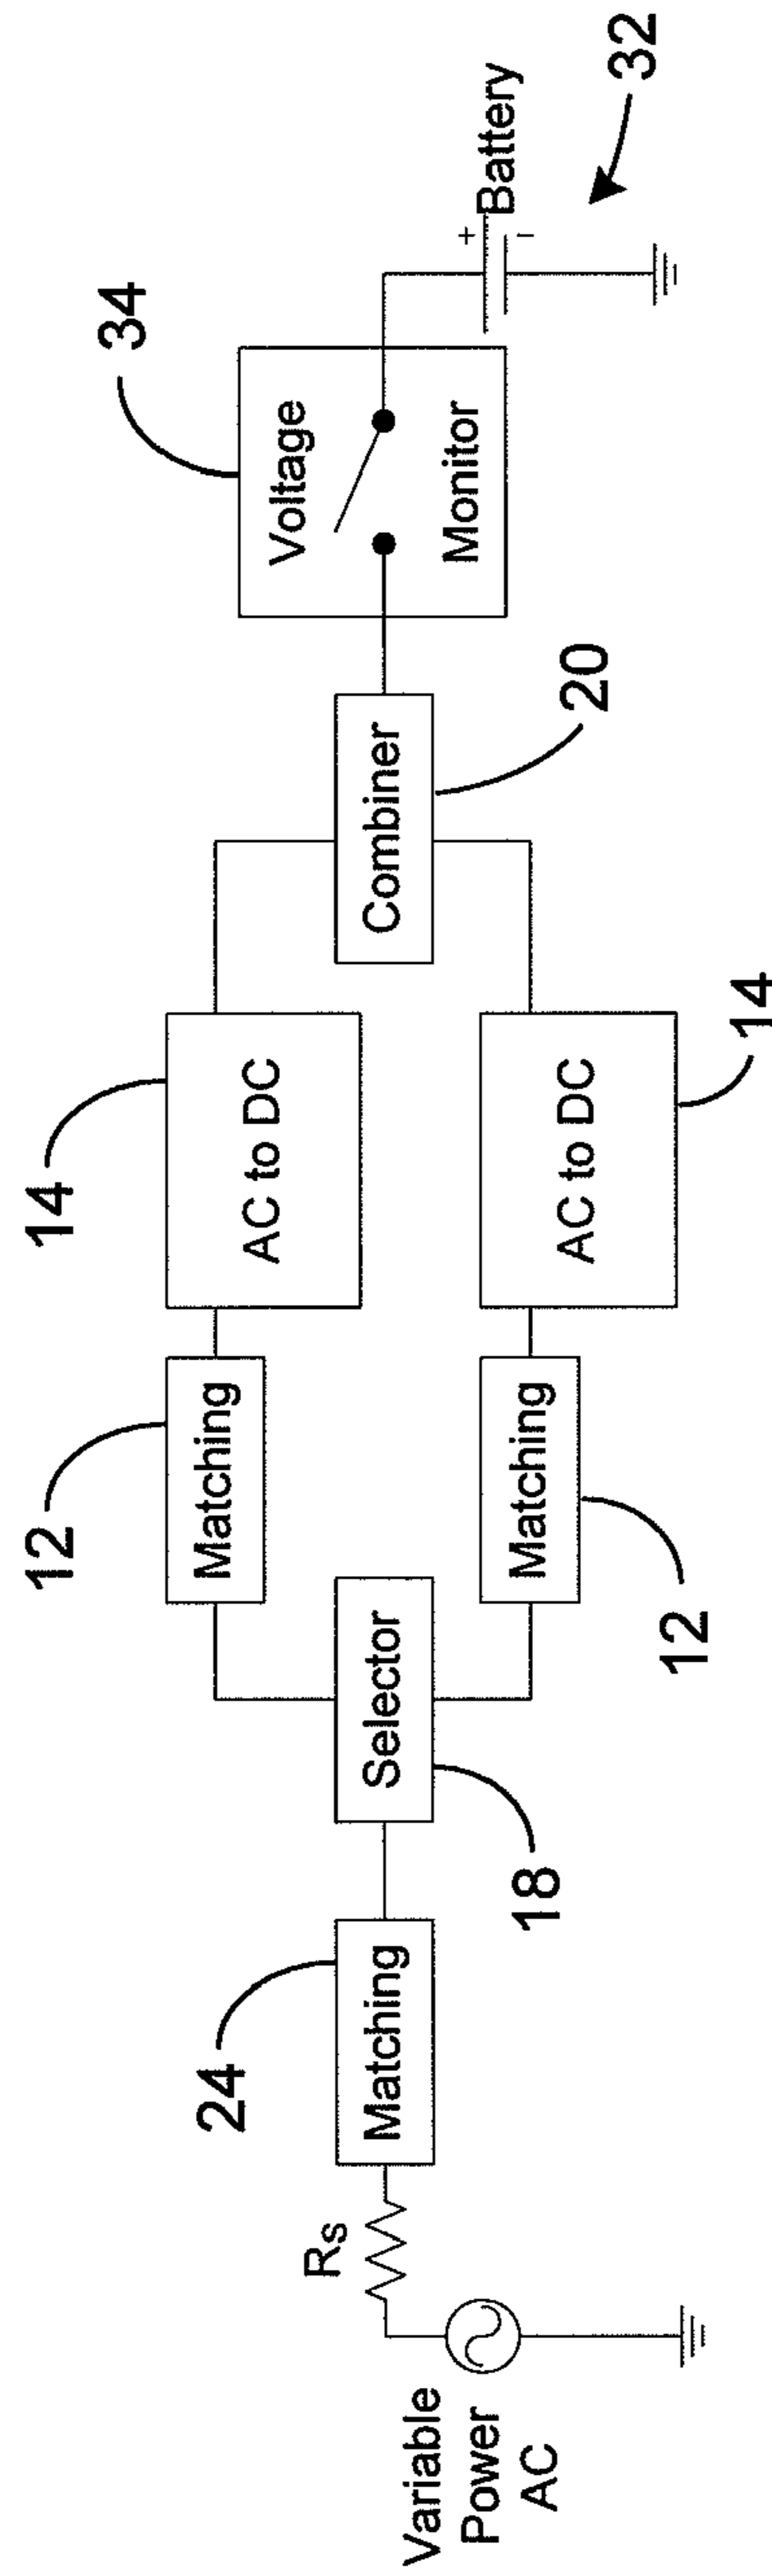 Variable
Power
AC
Rs
24
Matching
18
Selector
12
Matching
12
Matching
14
AC to DC
14
AC to DC
20
Combiner
34
Voltage
Monitor
+
−
Battery
32